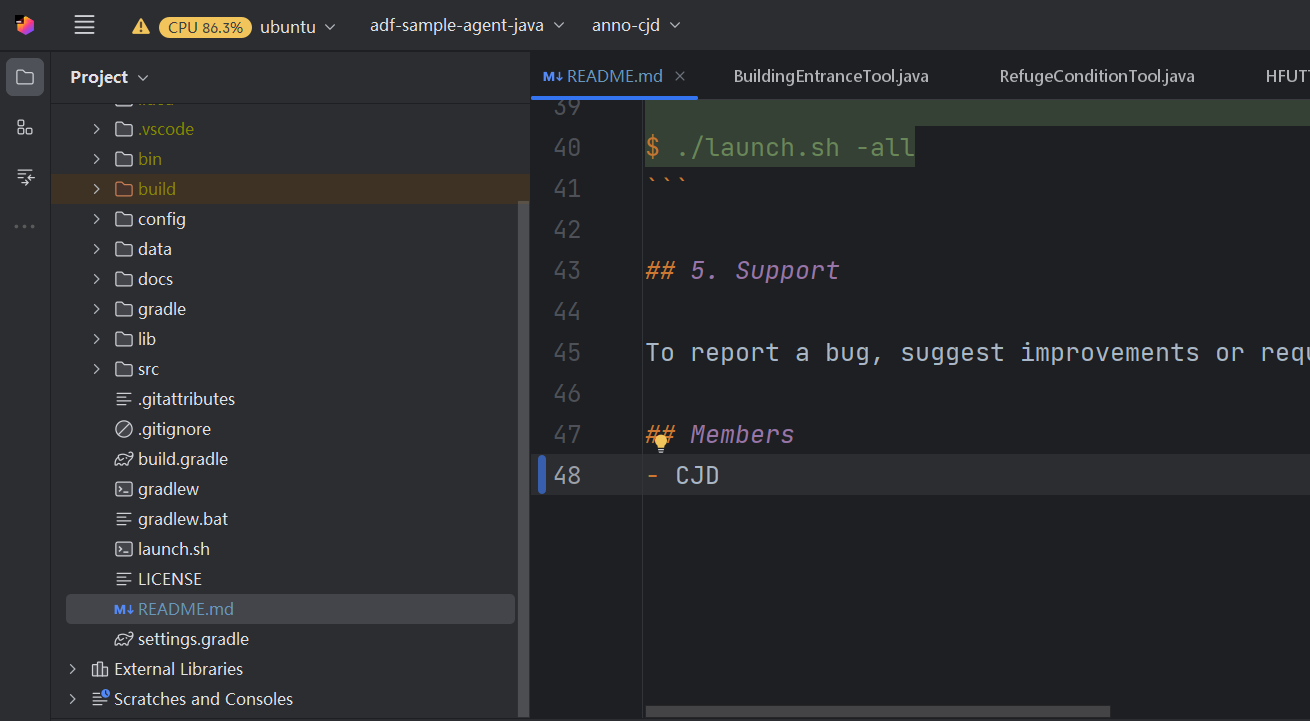 CPU 86.3% ubuntu adf-sample-agent-java anno-cjd
Project
.vscode
bin
build
config
data
docs
gradle
lib
src
.gitattributes
.gitignore
build.gradle
gradlew
gradlew.bat
launch.sh
LICENSE
M↓ README.md
settings.gradle
External Libraries
Scratches and Consoles
M↓ README.md × BuildingEntranceTool.java RefugeConditionTool.java HFUT
39
40 $ ./launch.sh -all
41 ```
42
43 ## 5. Support
44
45 To report a bug, suggest improvements or requ
46
47 ## Members
48 - CJD